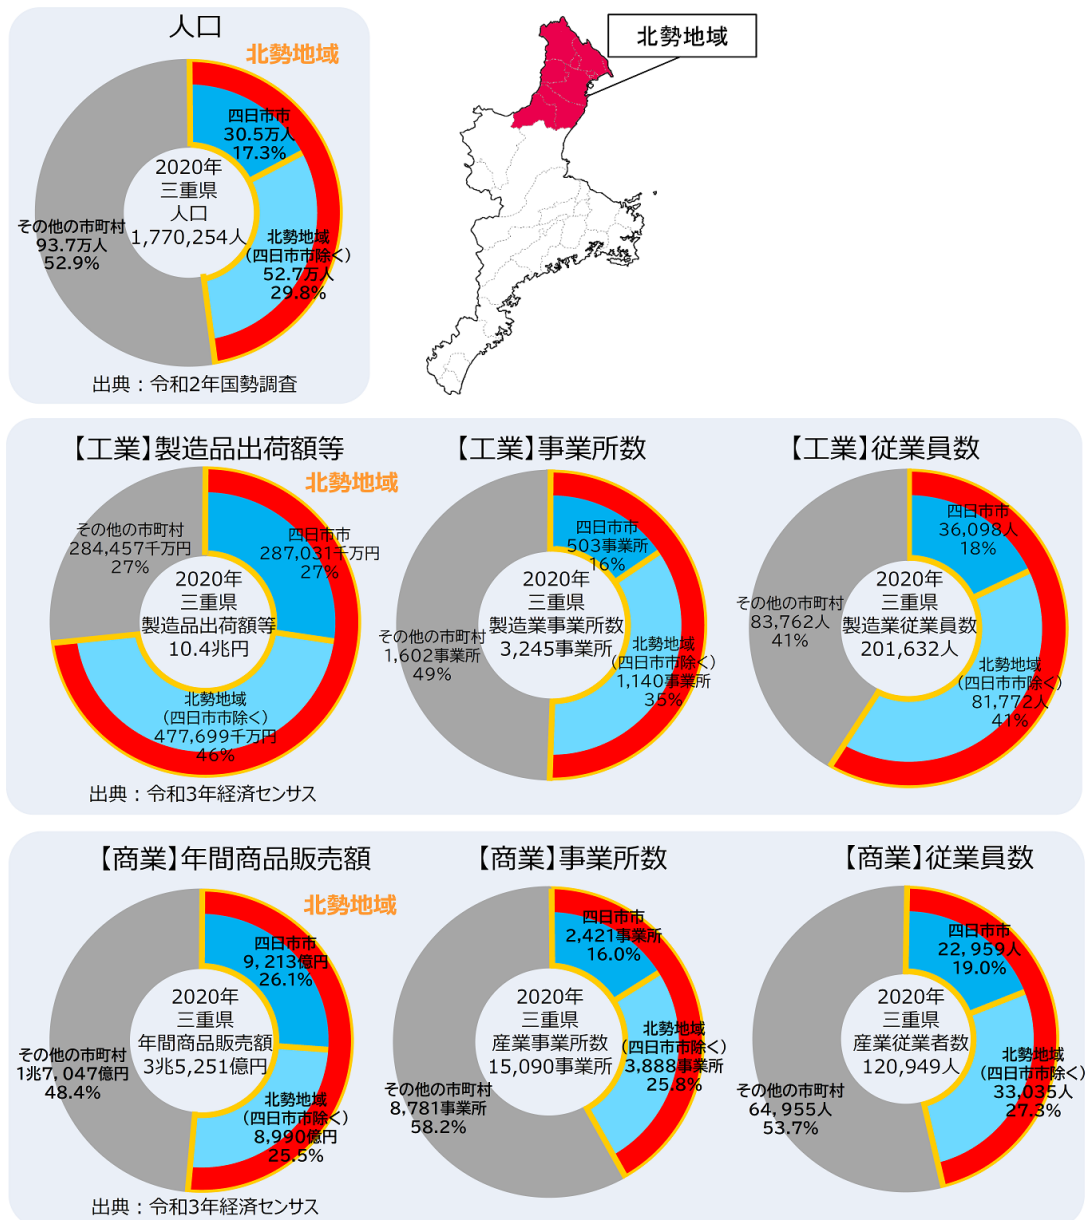 人口
北勢地域
四日市市
30.5万人
17.3%
2020年
三重県
人口
1,770,254人
その他の市町村
93.7万人
52.9%
北勢地域
(四日市市除く)
52.7万人
29.8%
出典：令和2年国勢調査
北勢地域
【工業】製造品出荷額等
北勢地域
四日市市
287,031千万円
27%
その他の市町村
284,457千万円
27%
2020年
三重県
製造品出荷額等
10.4兆円
北勢地域
(四日市市除く)
477,699千万円
46%
出典：令和3年経済センサス
【工業】事業所数
四日市市
503事業所
16%
2020年
三重県
製造業事業所数
3,245事業所
その他の市町村
1,602事業所
49%
北勢地域
(四日市市除く)
1,140事業所
35%
【工業】従業員数
四日市市
36,098人
18%
2020年
三重県
製造業従業員数
201,632人
その他の市町村
83,762人
41%
北勢地域
(四日市市除く)
81,772人
41%
【商業】年間商品販売額
北勢地域
四日市市
9,213億円
26.1%
2020年
三重県
年間商品販売額
3兆5,251億円
その他の市町村
1兆7,047億円
48.4%
北勢地域
(四日市市除く)
8,990億円
25.5%
出典：令和3年経済センサス
【商業】事業所数
四日市市
2,421事業所
16.0%
2020年
三重県
産業事業所数
15,090事業所
北勢地域
(四日市市除く)
3,888事業所
25.8%
その他の市町村
8,781事業所
58.2%
【商業】従業員数
四日市市
22,959人
19.0%
2020年
三重県
産業従業者数
120,949人
北勢地域
(四日市市除く)
33,035人
27.3%
その他の市町村
64,955人
53.7%